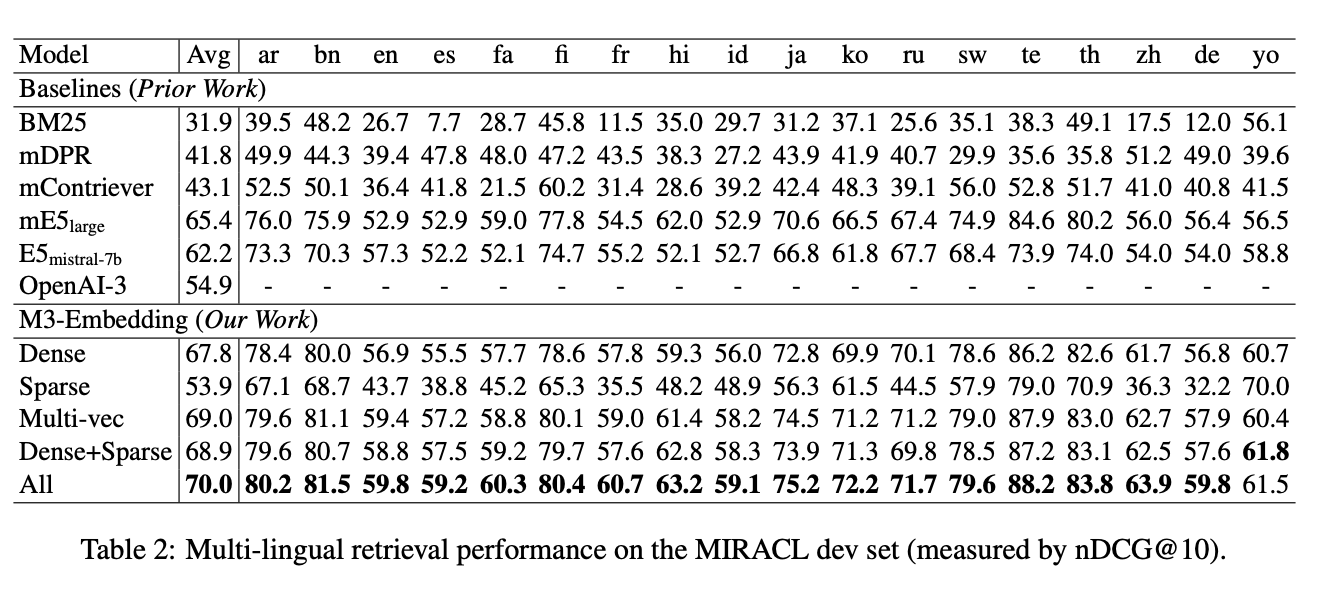 Model Avg ar bn en es fa fi fr hi id ja ko ru sw te th zh de yo
Baselines (Prior Work)
BM25 31.9 39.5 48.2 26.7 7.7 28.7 45.8 11.5 35.0 29.7 31.2 37.1 25.6 35.1 38.3 49.1 17.5 12.0 56.1
mDPR 41.8 49.9 44.3 39.4 47.8 48.0 47.2 43.5 38.3 27.2 43.9 41.9 40.7 29.9 35.6 35.8 51.2 49.0 39.6
mContriever 43.1 52.5 50.1 36.4 41.8 21.5 60.2 31.4 28.6 39.2 42.4 48.3 39.1 56.0 52.8 51.7 41.0 40.8 41.5
mE5large 65.4 76.0 75.9 52.9 52.9 59.0 77.8 54.5 62.0 52.9 70.6 66.5 67.4 74.9 84.6 80.2 56.0 56.4 56.5
E5mistral-7b 62.2 73.3 70.3 57.3 52.2 52.1 74.7 55.2 52.1 52.7 66.8 61.8 67.7 68.4 73.9 74.0 54.0 54.0 58.8
OpenAI-3 54.9 - - - - - - - - - - - - - - - - - -
M3-Embedding (Our Work)
Dense 67.8 78.4 80.0 56.9 55.5 57.7 78.6 57.8 59.3 56.0 72.8 69.9 70.1 78.6 86.2 82.6 61.7 56.8 60.7
Sparse 53.9 67.1 68.7 43.7 38.8 45.2 65.3 35.5 48.2 48.9 56.3 61.5 44.5 57.9 79.0 70.9 36.3 32.2 70.0
Multi-vec 69.0 79.6 81.1 59.4 57.2 58.8 80.1 59.0 61.4 58.2 74.5 71.2 71.2 79.0 87.9 83.0 62.7 57.9 60.4
Dense+Sparse 68.9 79.6 80.7 58.8 57.5 59.2 79.7 57.6 62.8 58.3 73.9 71.3 69.8 78.5 87.2 83.1 62.5 57.6 61.8
All 70.0 80.2 81.5 59.8 59.2 60.3 80.4 60.7 63.2 59.1 75.2 72.2 71.7 79.6 88.2 83.8 63.9 59.8 61.5
Table 2: Multi-lingual retrieval performance on the MIRACL dev set (measured by nDCG@10).